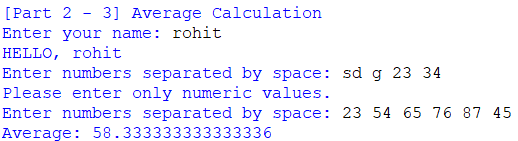 [Part 2 - 3] Average Calculation
Enter your name: rohit
HELLO, rohit
Enter numbers separated by space: sd g 23 34
Please enter only numeric values.
Enter numbers separated by space: 23 54 65 76 87 45
Average: 58.333333333333336